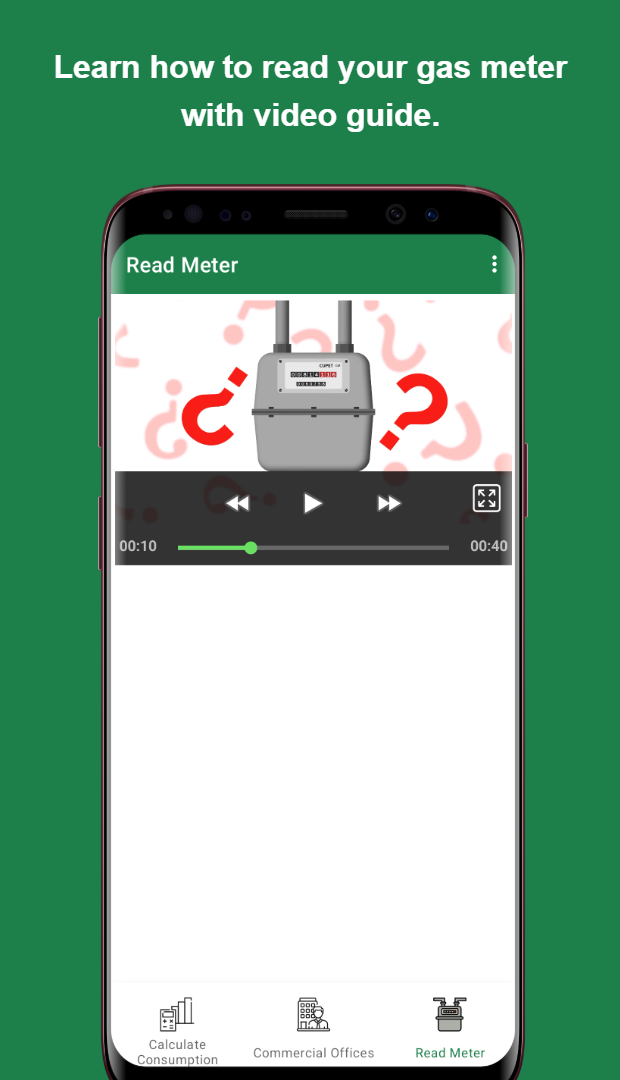 Learn how to read your gas meter
with video guide.
Read Meter
CUPET
00:10
00:40
Calculate
Consumption
Commercial Offices
Read Meter